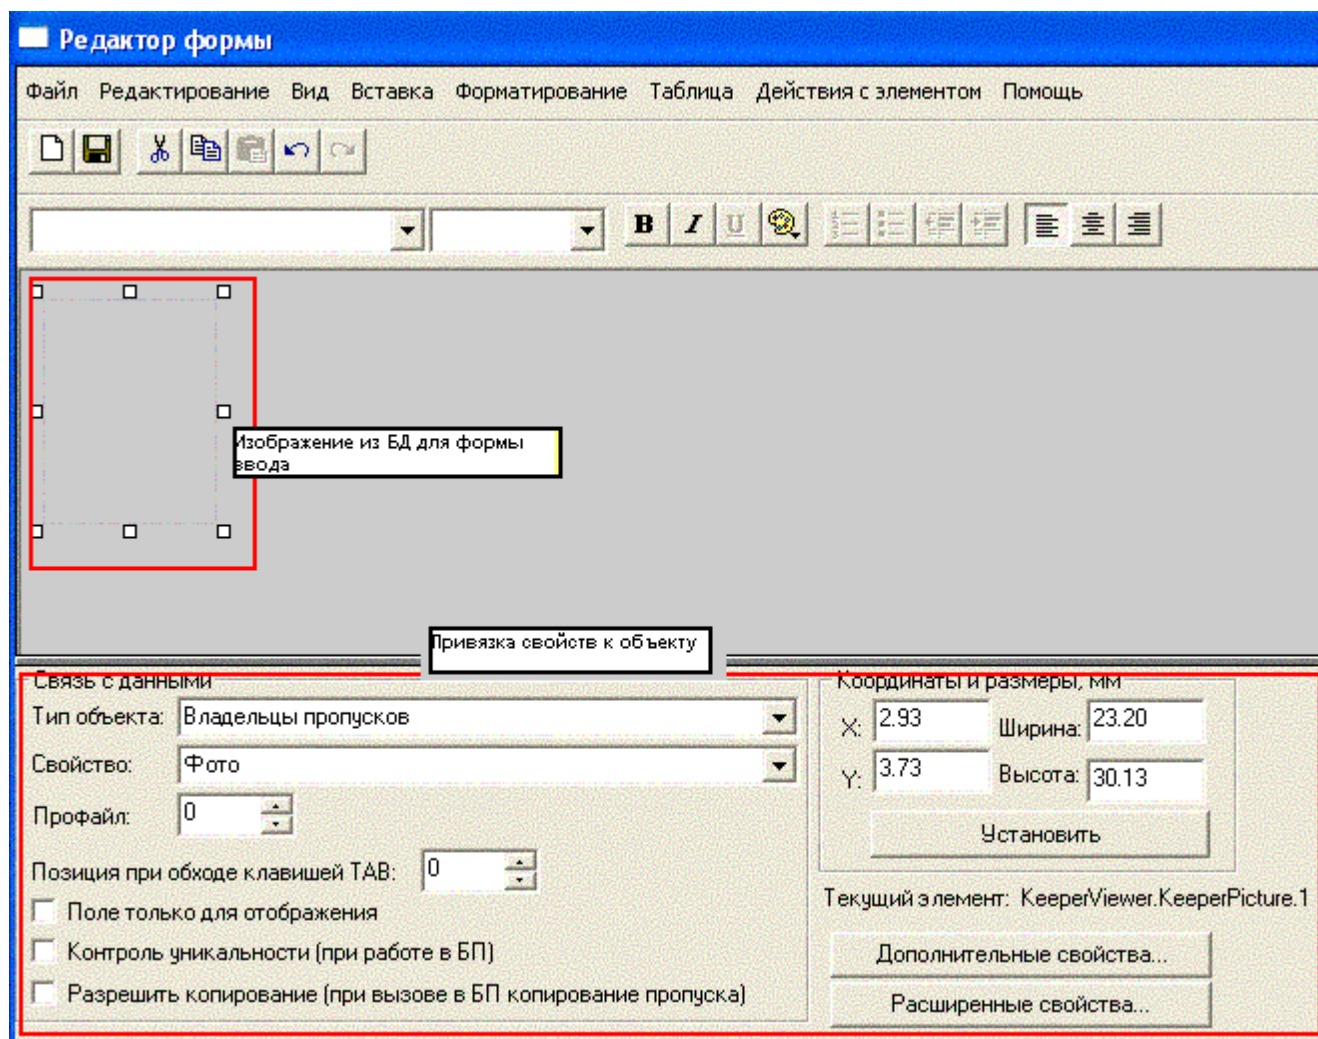 Редактор формы
Файл Редактирование Вид Вставка Форматирование Таблица Действия с элементом Помощь
B I U
Изображение из БД для формы
ввода
Привязка свойств к объекту
Связь с данными
Тип объекта: Владельцы пропусков
Свойство: Фото
Профайл: 0
Позиция при обходе клавишей TAB: 0
Поле только для отображения
Контроль уникальности (при работе в БП)
Разрешить копирование (при вызове в БП копирование пропуска)
Координаты и размеры, мм
X: 2.93 Ширина: 23.20
Y: 3.73 Высота: 30.13
Установить
Текущий элемент: KeeperViewer.KeeperPicture.1
Дополнительные свойства...
Расширенные свойства...